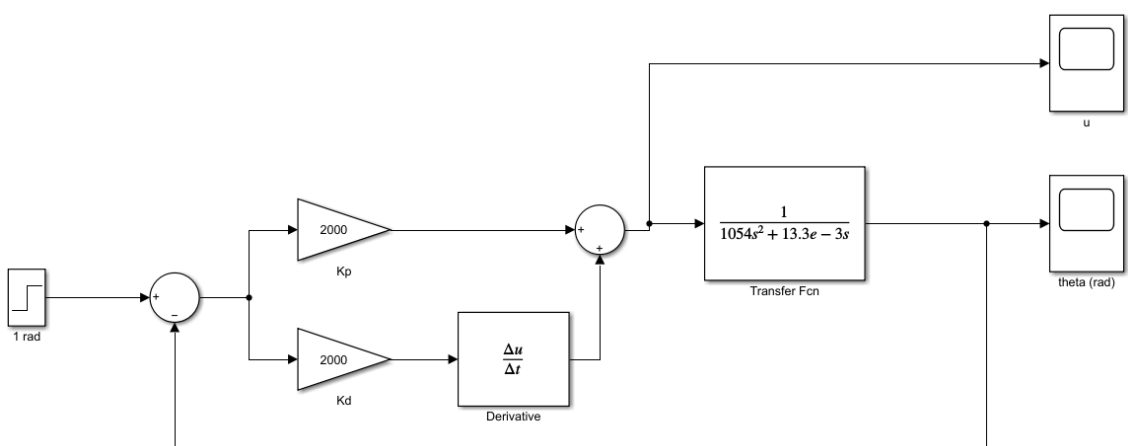 u
1
1054s² + 13.3e − 3s
Transfer Fcn
theta (rad)
+
+
2000
Kp
+
−
1 rad
2000
Kd
Δu
Δt
Derivative